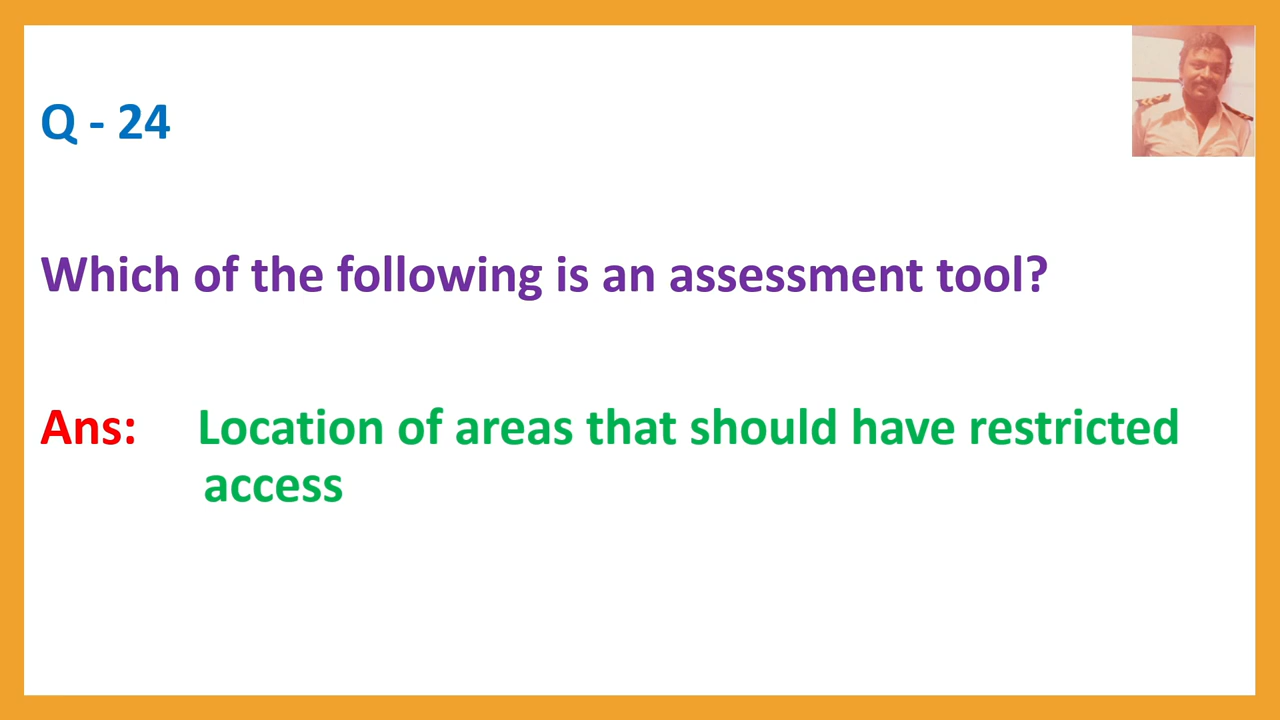 Q - 24
Which of the following is an assessment tool?
Ans: Location of areas that should have restricted
access